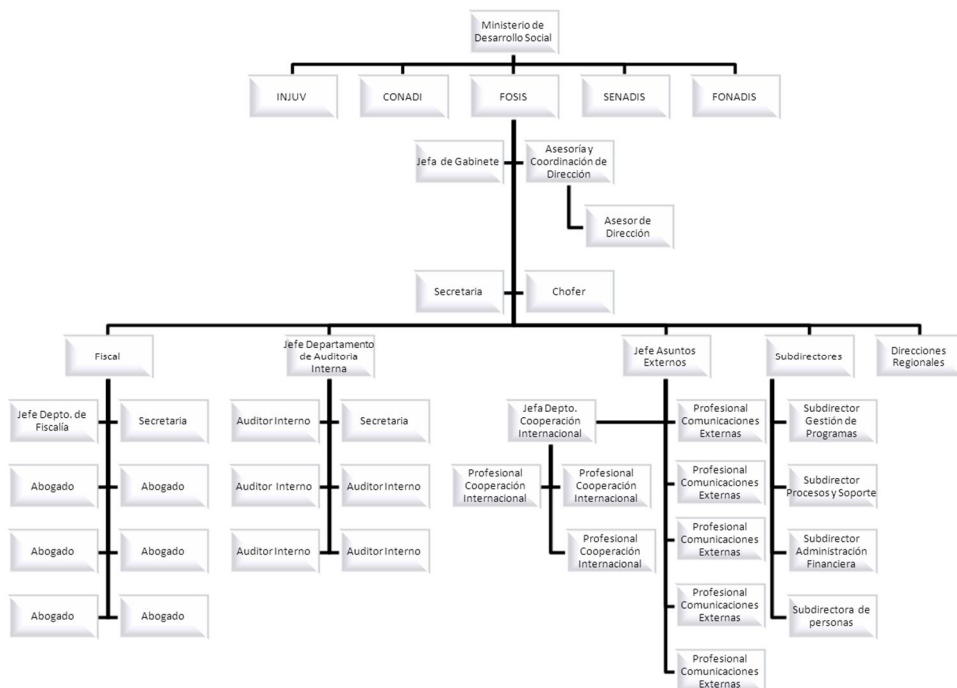 Ministerio de
Desarrollo Social
INJUV
CONADI
FOSIS
SENADIS
FONADIS
Jefa de Gabinete
Asesoría y
Coordinación de
Dirección
Asesor de
Dirección
Secretaria
Chofer
Fiscal
Jefe Departamento
de Auditoria
Interna
Jefe Asuntos
Externos
Subdirectores
Direcciones
Regionales
Jefe Depto. de
Fiscalía
Secretaria
Abogado
Abogado
Abogado
Abogado
Abogado
Abogado
Auditor Interno
Secretaria
Auditor Interno
Auditor Interno
Auditor Interno
Auditor Interno
Jefa Depto.
Cooperación
Internacional
Profesional
Cooperación
Internacional
Profesional
Cooperación
Internacional
Profesional
Cooperación
Internacional
Profesional
Comunicaciones
Externas
Profesional
Comunicaciones
Externas
Profesional
Comunicaciones
Externas
Profesional
Comunicaciones
Externas
Profesional
Comunicaciones
Externas
Subdirector
Gestión de
Programas
Subdirector
Procesos y Soporte
Subdirector
Administración
Financiera
Subdirectora de
personas